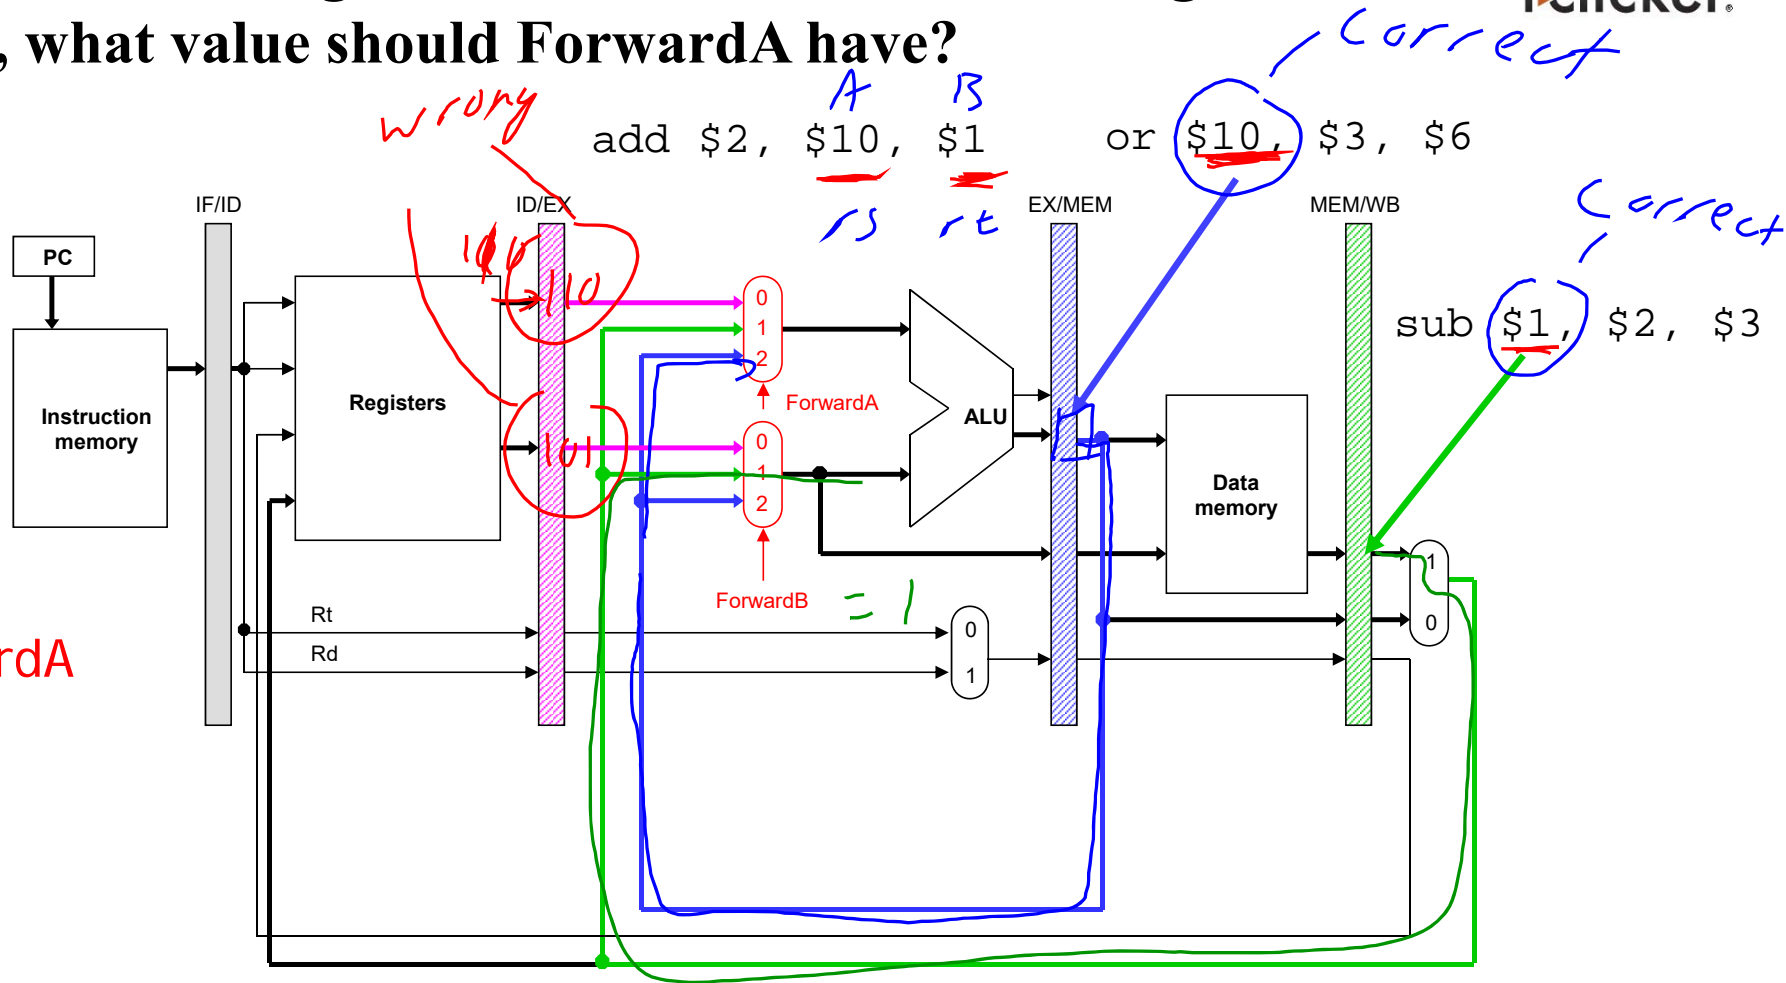 , what value should ForwardA have?
correct
wrong
A B
add $2, $10, $1
or $10, $3, $6
rs rt
correct
IF/ID
ID/EX
EX/MEM
MEM/WB
PC
Instruction
memory
Registers
110
101
0
1
2
ForwardA
0
1
2
ForwardB
= 1
ALU
sub $1, $2, $3
Data
memory
1
0
Rt
Rd
0
1
rdA